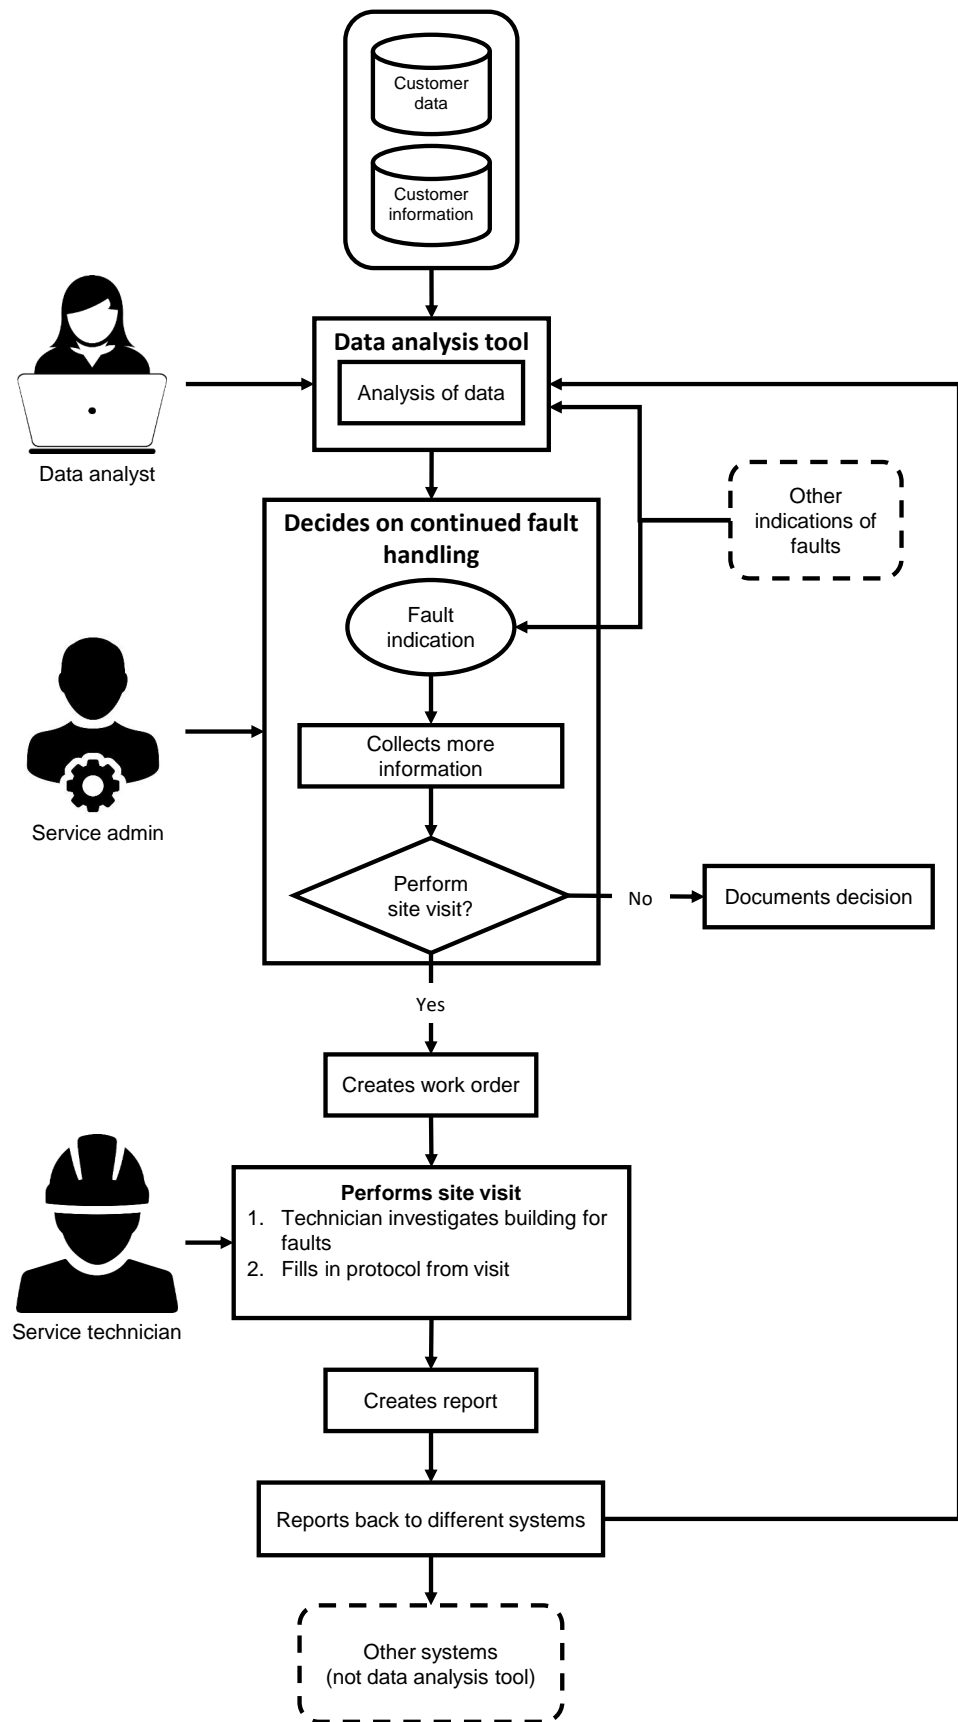 Customer
data
Customer
information
Data analysis tool
Analysis of data
Data analyst
Other
indications of
faults
Decides on continued fault
handling
Fault
indication
Collects more
information
Service admin
Perform
site visit?
No
Documents decision
Yes
Creates work order
Performs site visit
1. Technician investigates building for
faults
2. Fills in protocol from visit
Service technician
Creates report
Reports back to different systems
Other systems
(not data analysis tool)